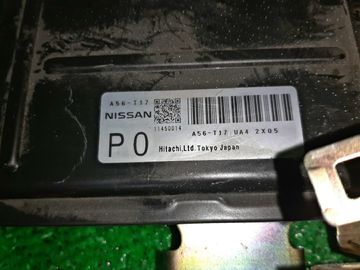 A56-T17
NISSAN
11450014
P0
A56-T17 UA4 2X05
Hitachi,Ltd.Tokyo Japan